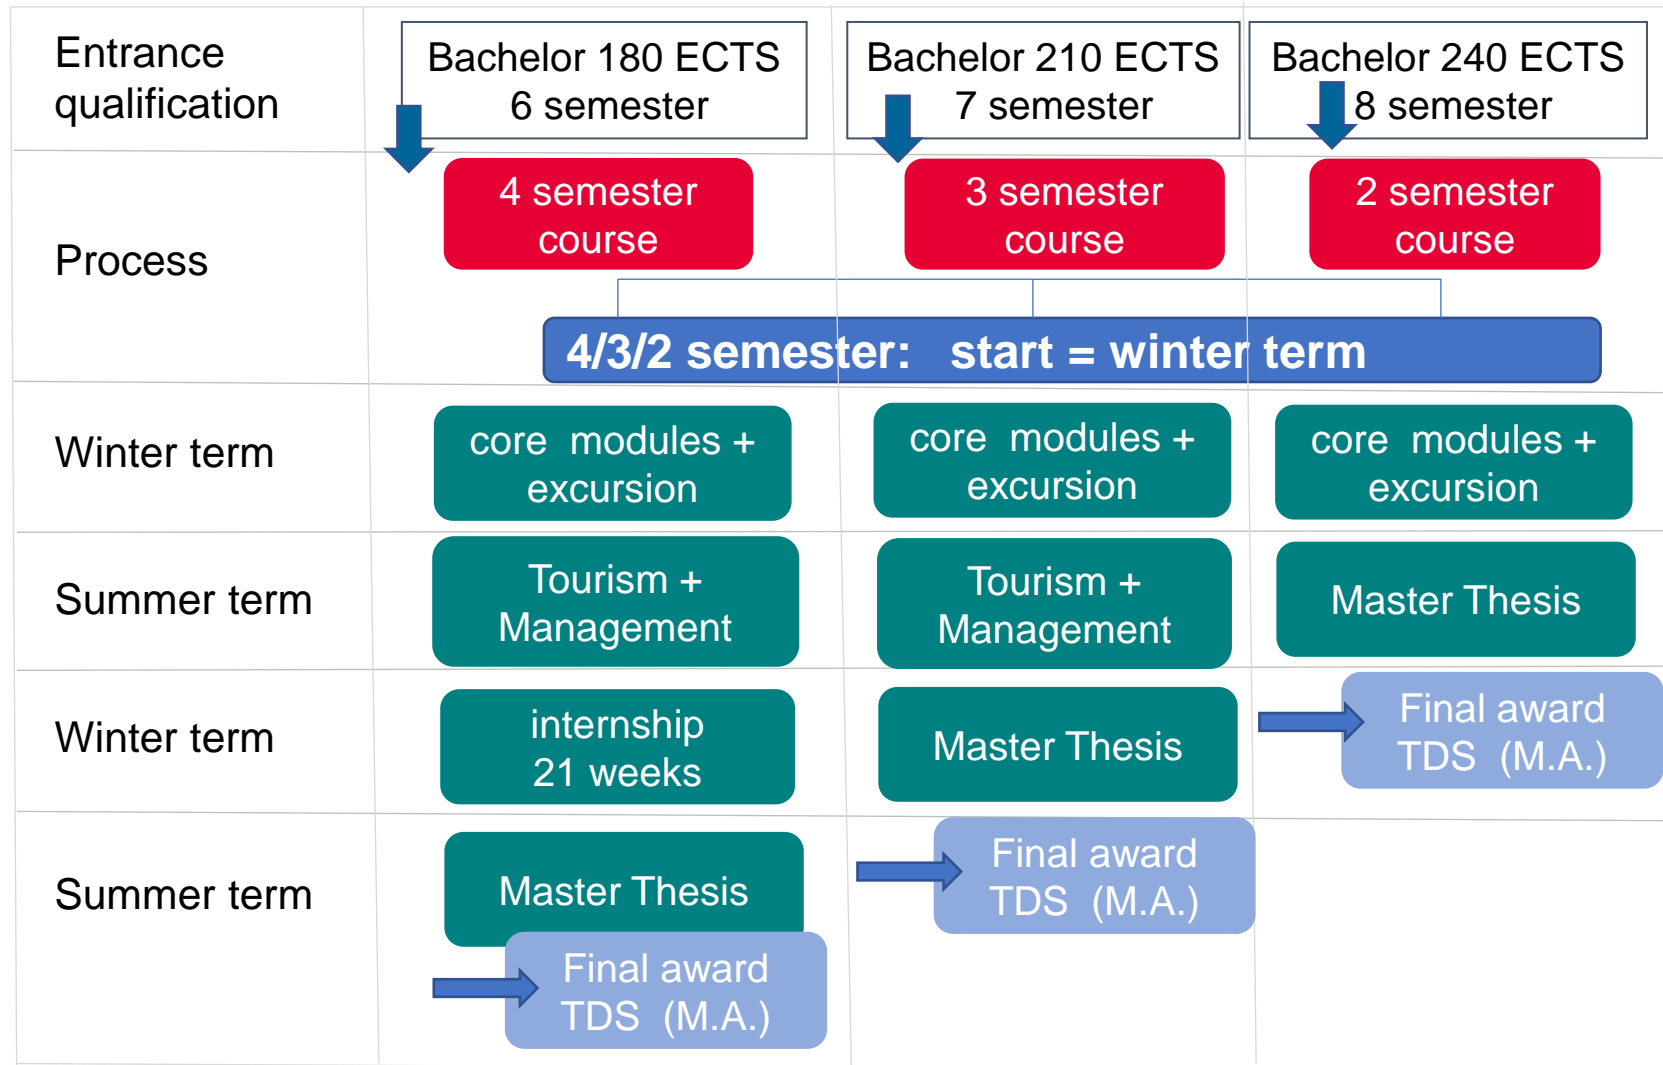 Entrance
qualification
Bachelor 180 ECTS
6 semester
Bachelor 210 ECTS
7 semester
Bachelor 240 ECTS
8 semester
Process
4 semester
course
3 semester
course
2 semester
course
4/3/2 semester: start = winter term
Winter term
core modules +
excursion
core modules +
excursion
core modules +
excursion
Summer term
Tourism +
Management
Tourism +
Management
Master Thesis
Winter term
internship
21 weeks
Master Thesis
Final award
TDS (M.A.)
Summer term
Master Thesis
Final award
TDS (M.A.)
Final award
TDS (M.A.)